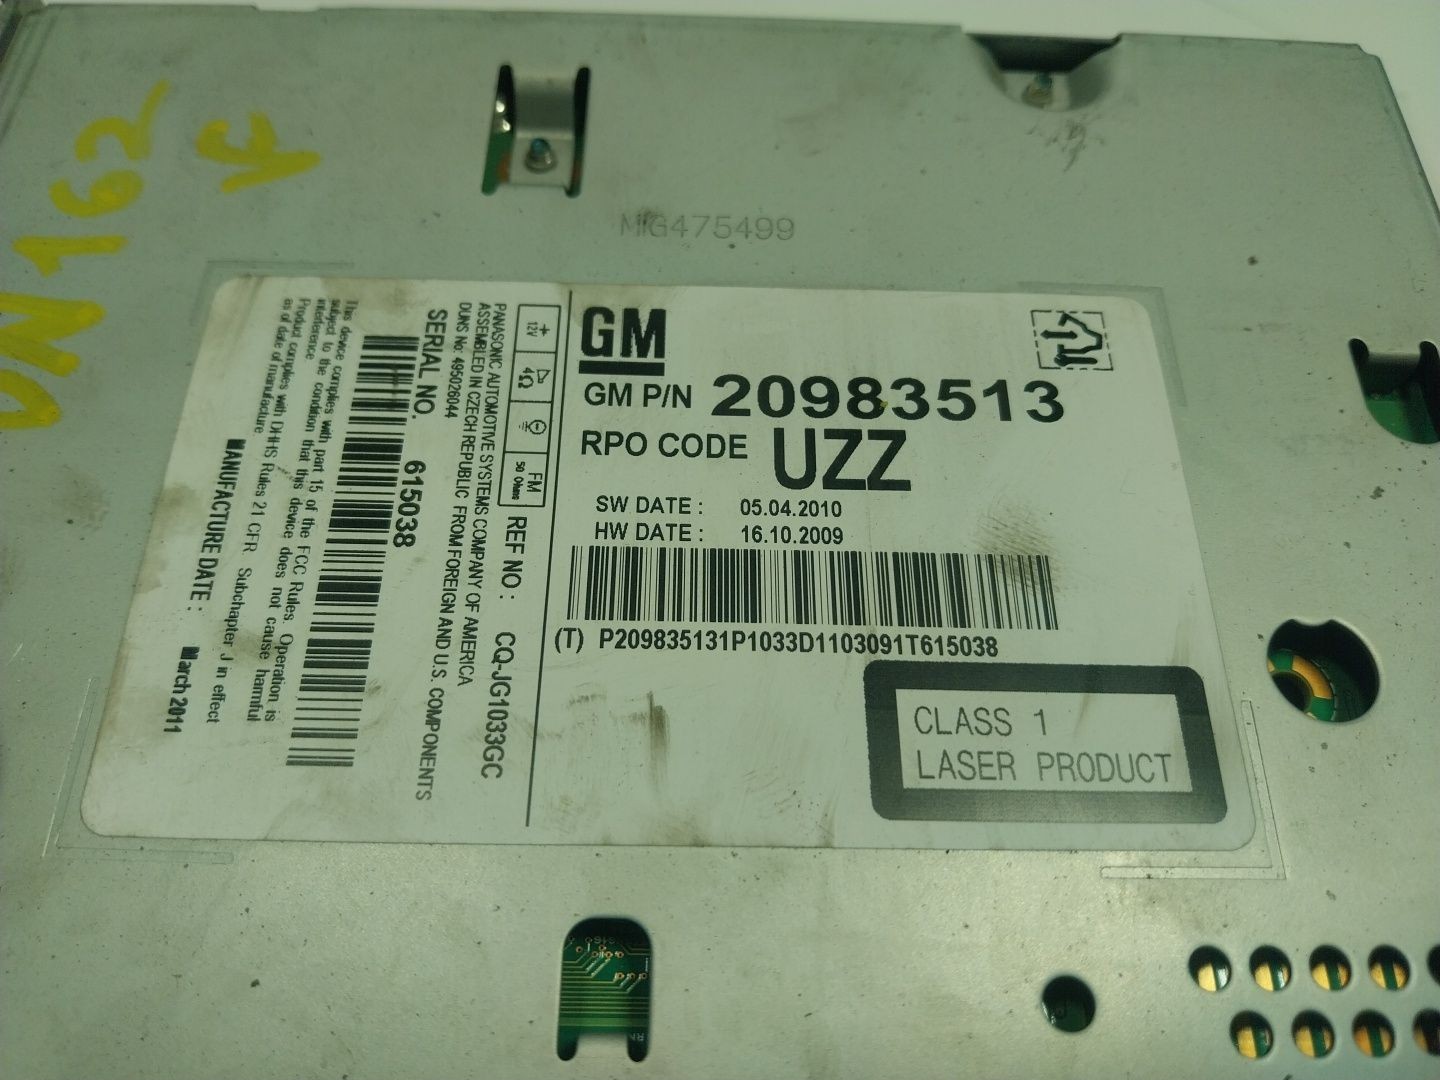 162
MIG475499
GM
GM P/N 20983513
RPO CODE UZZ
SW DATE : 05.04.2010
HW DATE : 16.10.2009
(T) P209835131P1033D1103091T615038
CLASS 1
LASER PRODUCT
+ 12V
4Ω
FM
50 Ohms
REF NO : CQ-JG1033GC
PANASONIC AUTOMOTIVE SYSTEMS COMPANY OF AMERICA
ASSEMBLED IN CZECH REPUBLIC FROM FOREIGN AND U.S. COMPONENTS
DUNS No: 495026044
SERIAL NO. 615038
This device complies with part 15 of the FCC Rules. Operation is
subject to the condition that this device does not cause harmful
interference
Product complies with DHHS Rules 21 CFR Subchapter J in effect
as of date of manufacture
MANUFACTURE DATE : March 2011